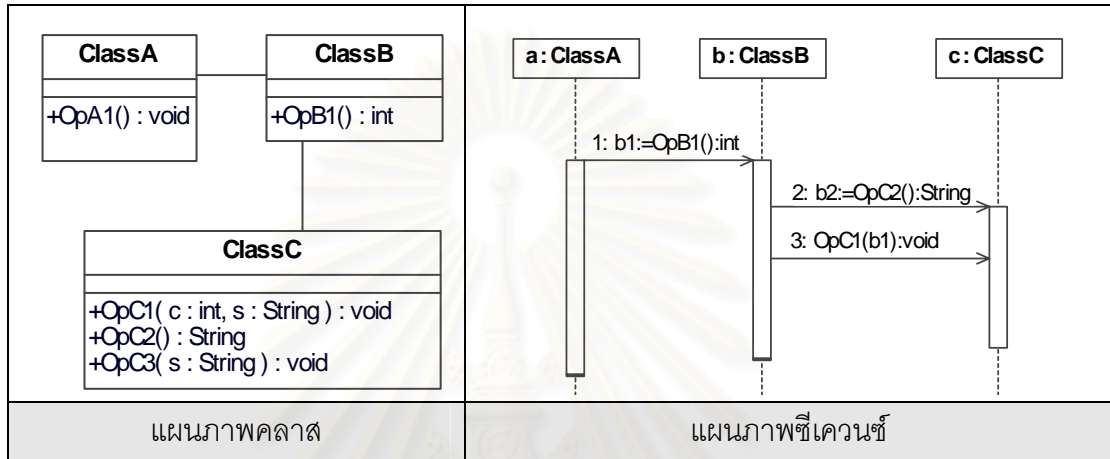 ClassA
+OpA1() : void
ClassB
+OpB1() : int
ClassC
+OpC1( c : int, s : String ) : void
+OpC2() : String
+OpC3( s : String ) : void
a : ClassA
b : ClassB
c : ClassC
1: b1:=OpB1():int
2: b2:=OpC2():String
3: OpC1(b1):void
แผนภาพคลาส
แผนภาพซีเควนซ์